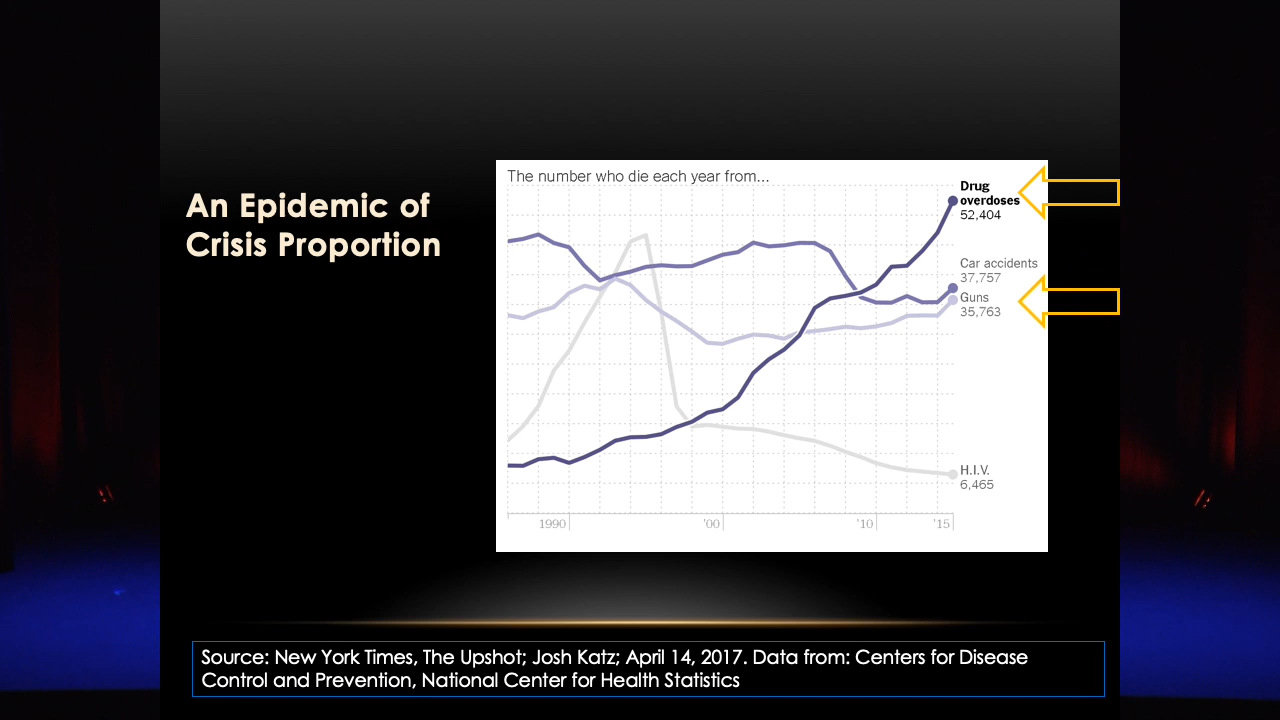 An Epidemic of
Crisis Proportion
The number who die each year from...
Drug
overdoses
52,404
Car accidents
37,757
Guns
35,763
H.I.V.
6,465
1990
'00
'10
'15
Source: New York Times, The Upshot; Josh Katz; April 14, 2017. Data from: Centers for Disease
Control and Prevention, National Center for Health Statistics